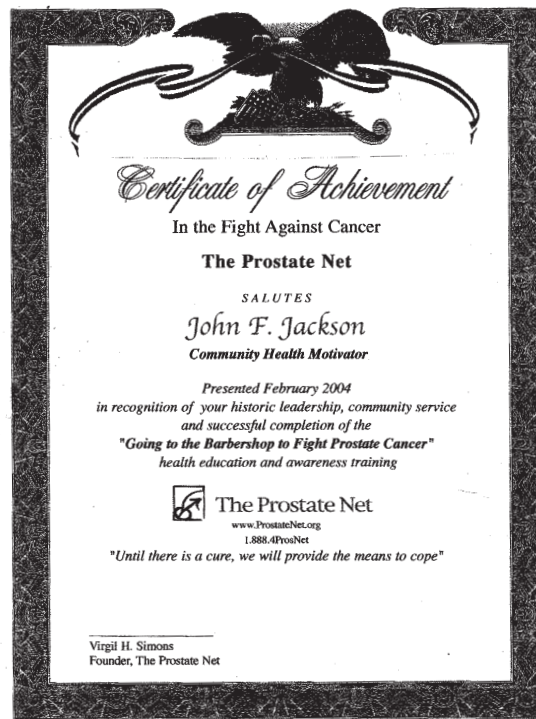 Certificate of Achievement
In the Fight Against Cancer
The Prostate Net
SALUTES
John F. Jackson
Community Health Motivator
Presented February 2004
in recognition of your historic leadership, community service
and successful completion of the
"Going to the Barbershop to Fight Prostate Cancer"
health education and awareness training
The Prostate Net
www.ProstateNet.org
1.888.4ProsNet
"Until there is a cure, we will provide the means to cope"
Virgil H. Simons
Founder, The Prostate Net